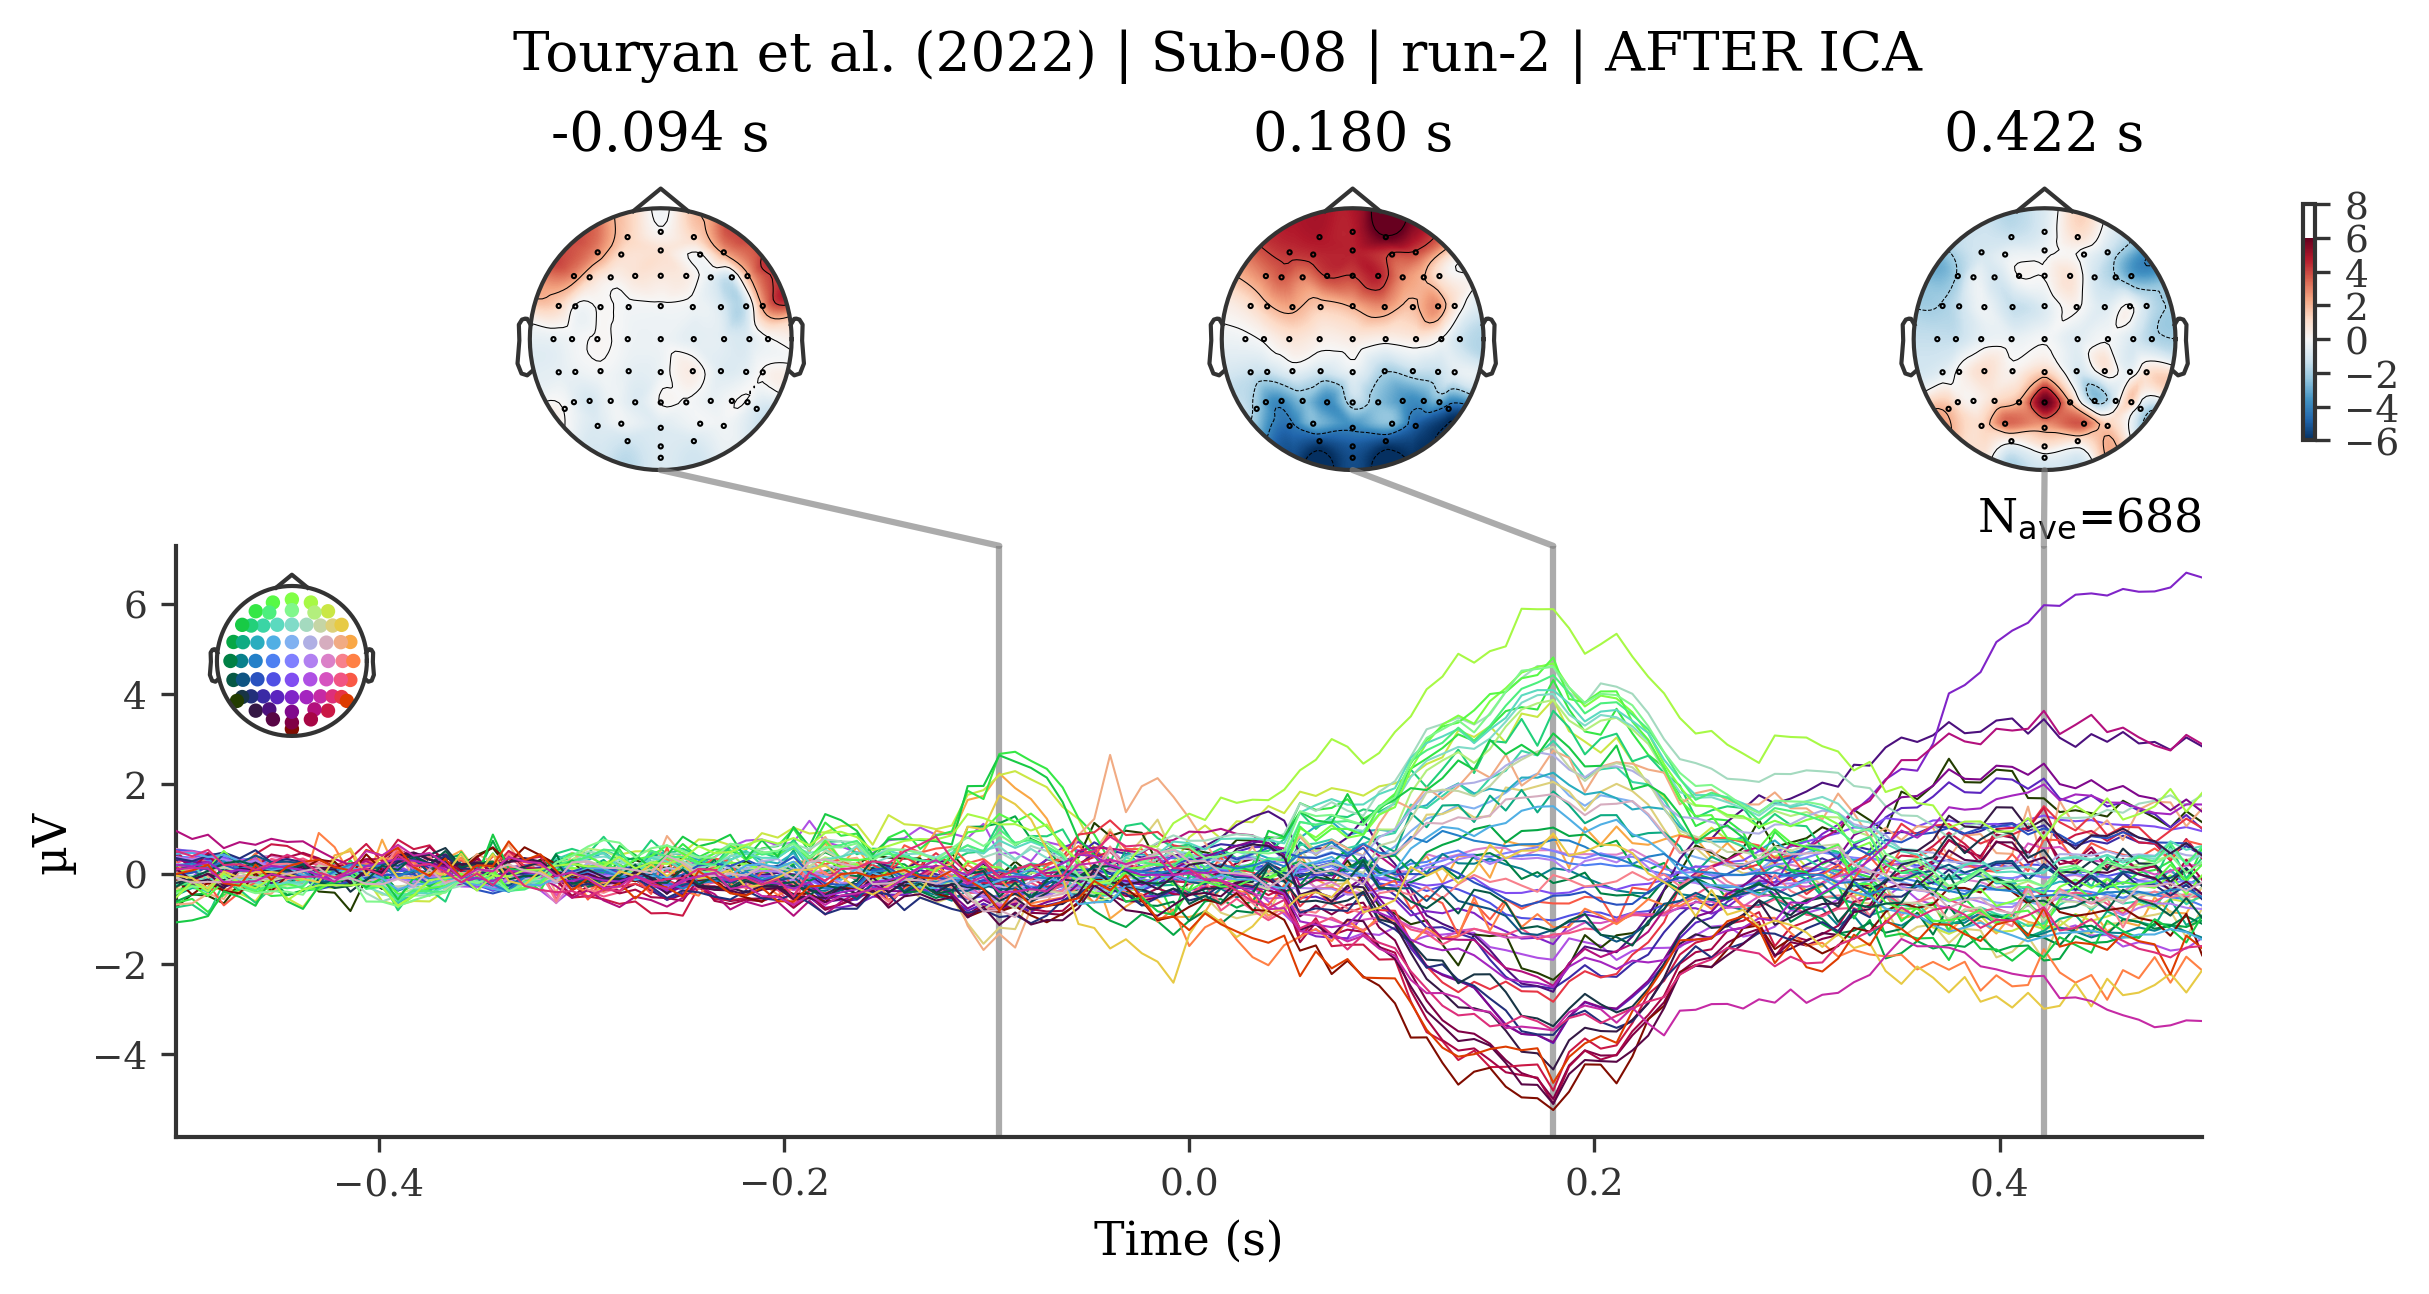 Touryan et al. (2022) | Sub-08 | run-2 | AFTER ICA
-0.094 s
0.180 s
0.422 s
8
6
4
2
0
−2
−4
−6
Nave=688
6
4
2
0
−2
−4
µV
−0.4
−0.2
0.0
0.2
0.4
Time (s)